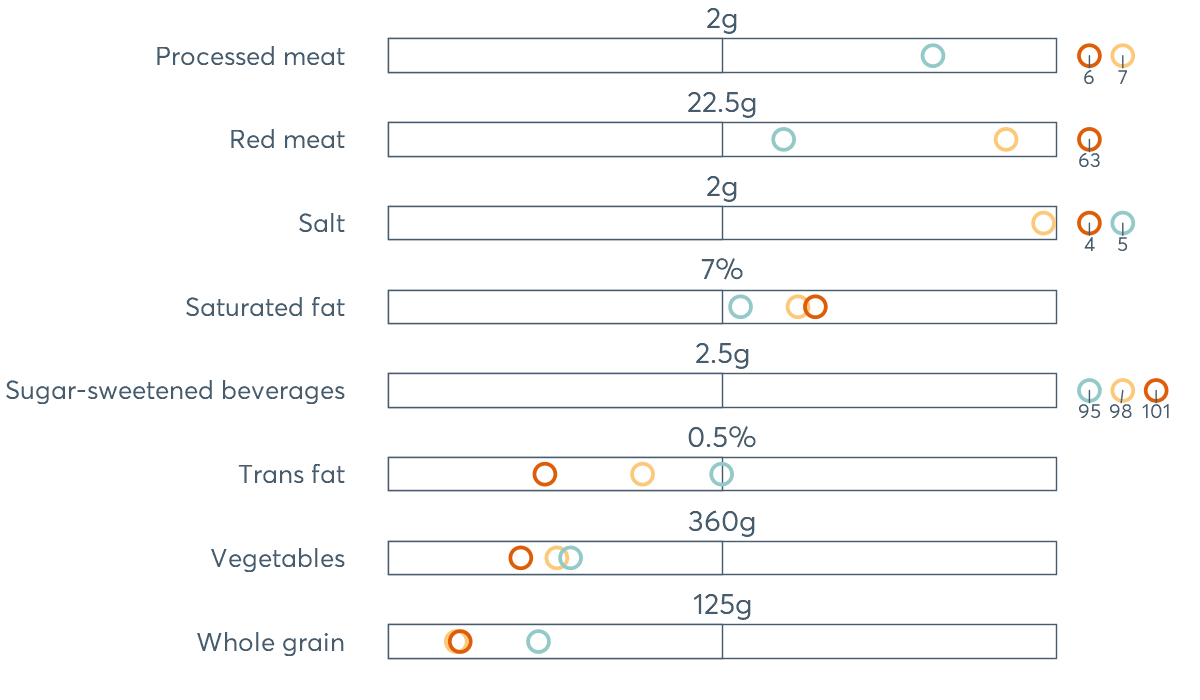 2g
Processed meat
6 7
22.5g
Red meat
63
2g
Salt
4 5
7%
Saturated fat
2.5g
Sugar-sweetened beverages
95 98 101
0.5%
Trans fat
360g
Vegetables
125g
Whole grain